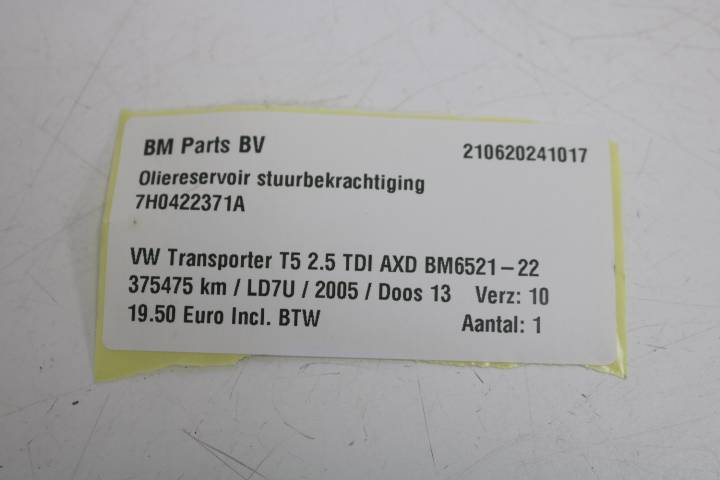 BM Parts BV 210620241017
Oliereservoir stuurbekrachtiging
7H0422371A
VW Transporter T5 2.5 TDI AXD BM6521-22
375475 km / LD7U / 2005 / Doos 13 Verz: 10
19.50 Euro Incl. BTW Aantal: 1